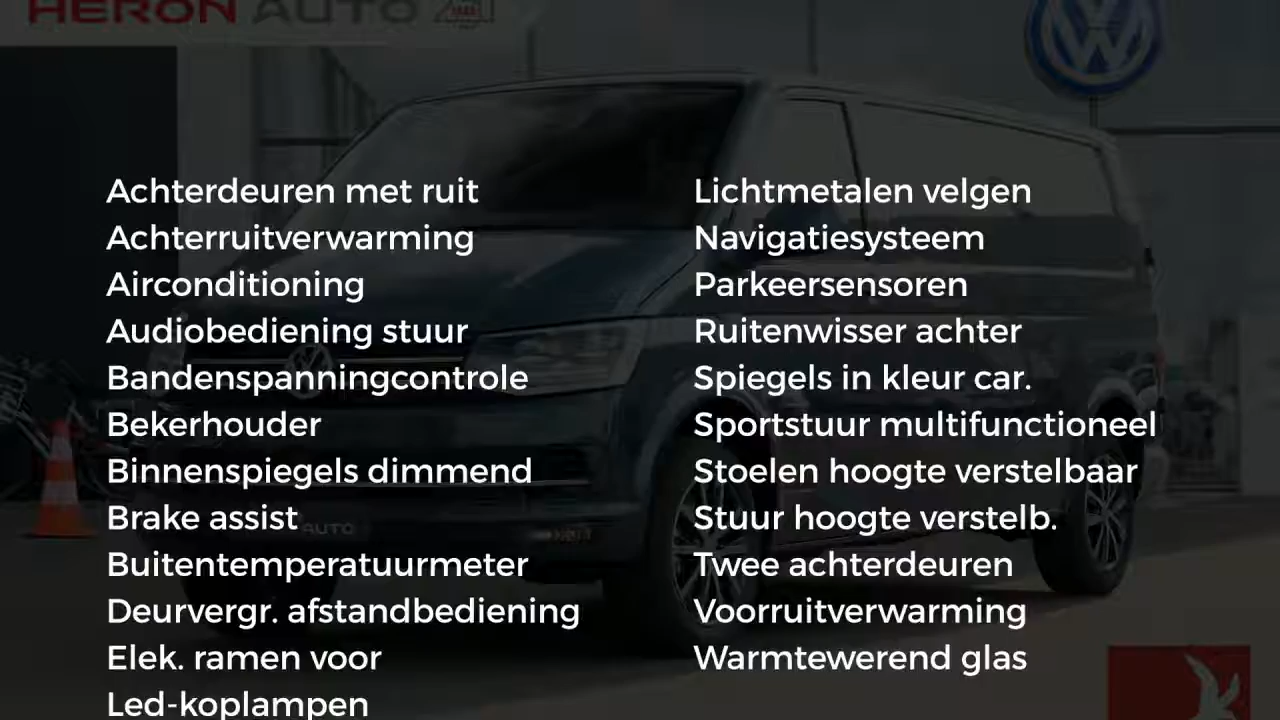 HERON AUTO
Achterdeuren met ruit
Achterruitverwarming
Airconditioning
Audiobediening stuur
Bandenspanningcontrole
Bekerhouder
Binnenspiegels dimmend
Brake assist
Buitentemperatuurmeter
Deurvergr. afstandbediening
Elek. ramen voor
Led-koplampen
Lichtmetalen velgen
Navigatiesysteem
Parkeersensoren
Ruitenwisser achter
Spiegels in kleur car.
Sportstuur multifunctioneel
Stoelen hoogte verstelbaar
Stuur hoogte verstelb.
Twee achterdeuren
Voorruitverwarming
Warmtewerend glas
AUTO